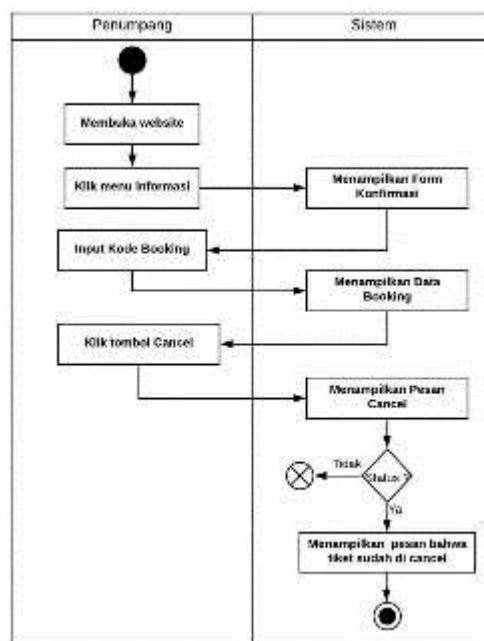 Penumpang
Sistem
Membuka website
Klik menu Informasi
Menampilkan Form
Konfirmasi
Input Kode Booking
Menampilkan Data
Booking
Klik tombol Cancel
Menampilkan Pesan
Cancel
Tidak
Status ?
Ya
Menampilkan pesan bahwa
tiket sudah di cancel